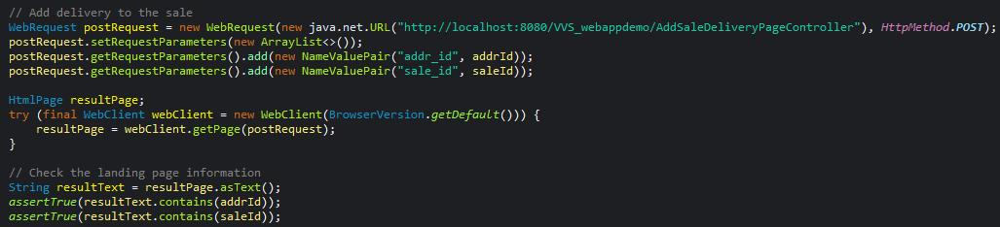 // Add delivery to the sale
WebRequest postRequest = new WebRequest(new java.net.URL("http://localhost:8080/VVS_webappdemo/AddSaleDeliveryPageController"), HttpMethod.POST);
postRequest.setRequestParameters(new ArrayList<>());
postRequest.getRequestParameters().add(new NameValuePair("addr_id", addrId));
postRequest.getRequestParameters().add(new NameValuePair("sale_id", saleId));
HtmlPage resultPage;
try (final WebClient webClient = new WebClient(BrowserVersion.getDefault())) {
    resultPage = webClient.getPage(postRequest);
}
// Check the landing page information
String resultText = resultPage.asText();
assertTrue(resultText.contains(addrId));
assertTrue(resultText.contains(saleId));